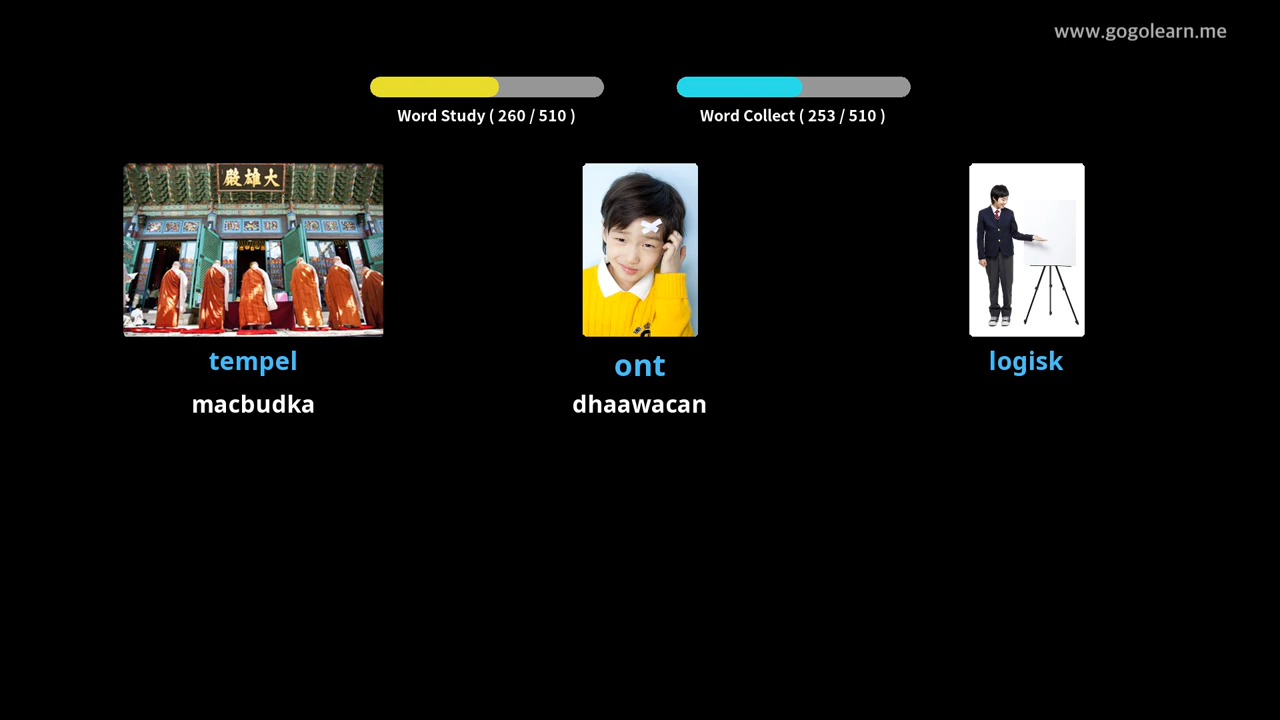 www.gogolearn.me
Word Study ( 260 / 510 )
Word Collect ( 253 / 510 )
大雄殿
tempel
ont
logisk
macbudka
dhaawacan